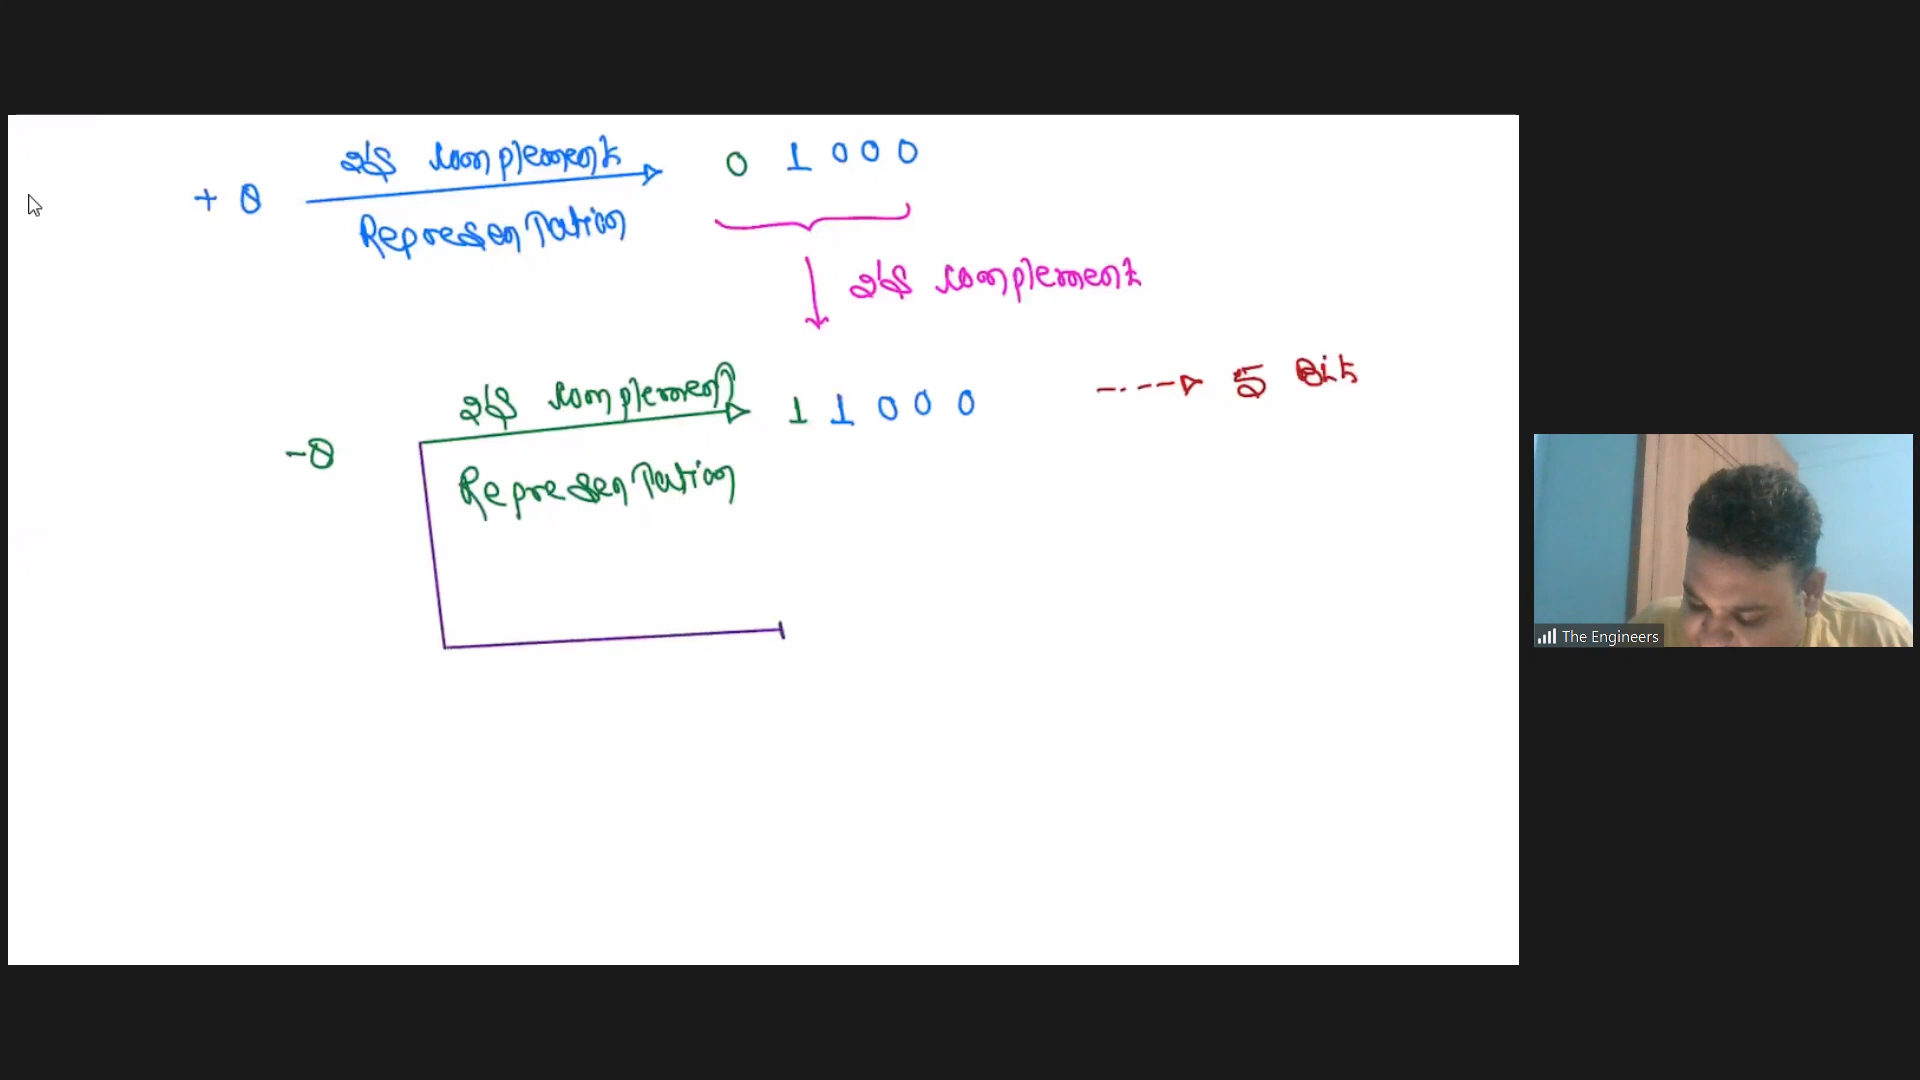 + 8 2's complement 0 1 0 0 0
Representation
2's complement
-8 2's complement 1 1 0 0 0 5 Bit
Representation
The Engineers